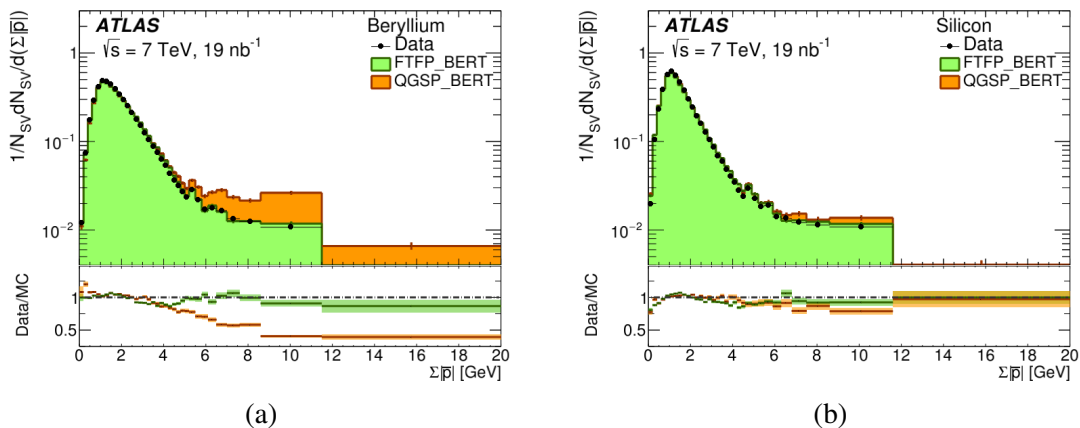 ATLAS
√s = 7 TeV, 19 nb⁻¹
Beryllium
Data
FTFP_BERT
QGSP_BERT
1/N_SV dN_SV/d(Σ|p̄|)
1
10⁻¹
10⁻²
Data/MC
1
0.5
0 2 4 6 8 10 12 14 16 18 20
Σ|p̄| [GeV]
(a)
ATLAS
√s = 7 TeV, 19 nb⁻¹
Silicon
Data
FTFP_BERT
QGSP_BERT
1/N_SV dN_SV/d(Σ|p̄|)
1
10⁻¹
10⁻²
Data/MC
1
0.5
0 2 4 6 8 10 12 14 16 18 20
Σ|p̄| [GeV]
(b)